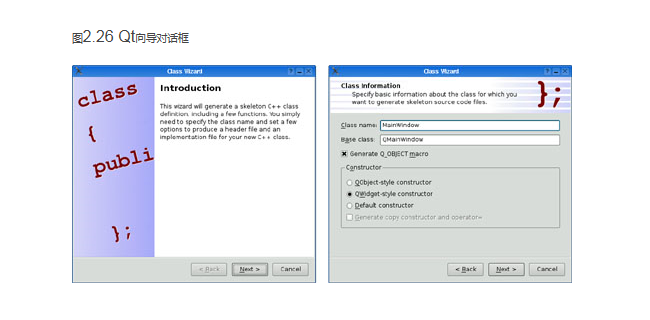 图2.26 Qt向导对话框
Class Wizard
class
{
publi
};
Introduction
This wizard will generate a skeleton C++ class
definition, including a few functions. You simply
need to specify the class name and set a few
options to produce a header file and an
implementation file for your new C++ class.
< Back
Next >
Cancel
Class Wizard
Class Information
Specify basic information about the class for which you
want to generate skeleton source code files.
};
Class name: MainWindow
Base class: QMainWindow
Generate Q_OBJECT macro
Constructor
QObject-style constructor
QWidget-style constructor
Default constructor
Generate copy constructor and operator=
< Back
Next >
Cancel